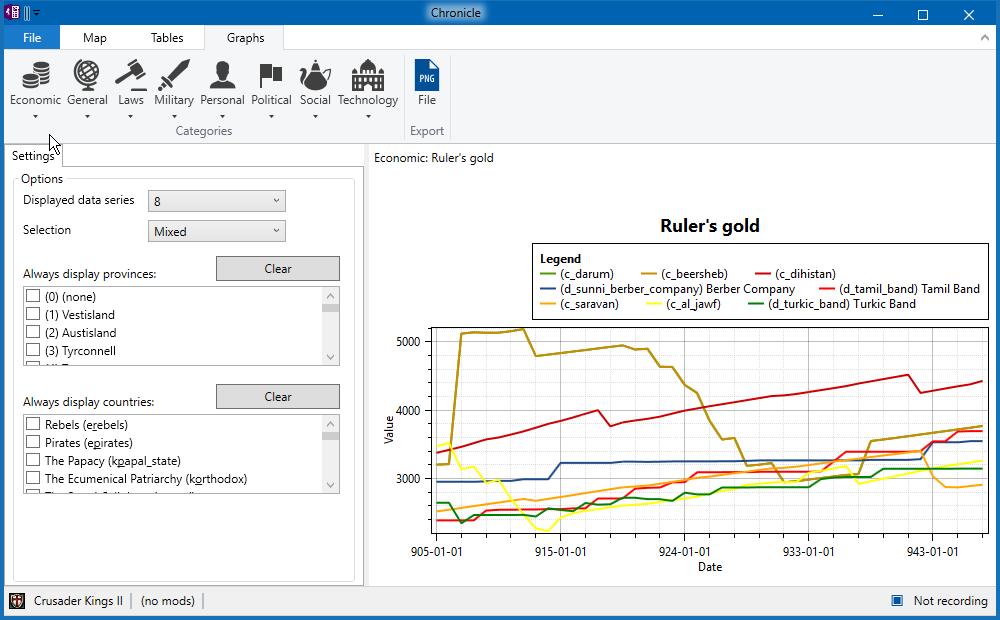 Chronicle
File Map Tables Graphs
Economic General Laws Military Personal Political Social Technology PNG File
Categories Export
Settings
Options
Displayed data series 8
Selection Mixed
Always display provinces: Clear
(0) (none)
(1) Vestisland
(2) Austisland
(3) Tyrconnell
Always display countries: Clear
Rebels (erebels)
Pirates (epirates)
The Papacy (kpapal_state)
The Ecumenical Patriarchy (korthodox)
Economic: Ruler's gold
Ruler's gold
Legend
(c_darum) (c_beersheb) (c_dihistan)
(d_sunni_berber_company) Berber Company (d_tamil_band) Tamil Band
(c_saravan) (c_al_jawf) (d_turkic_band) Turkic Band
5000
4000
Value
3000
905-01-01 915-01-01 924-01-01 933-01-01 943-01-01
Date
Crusader Kings II (no mods) Not recording